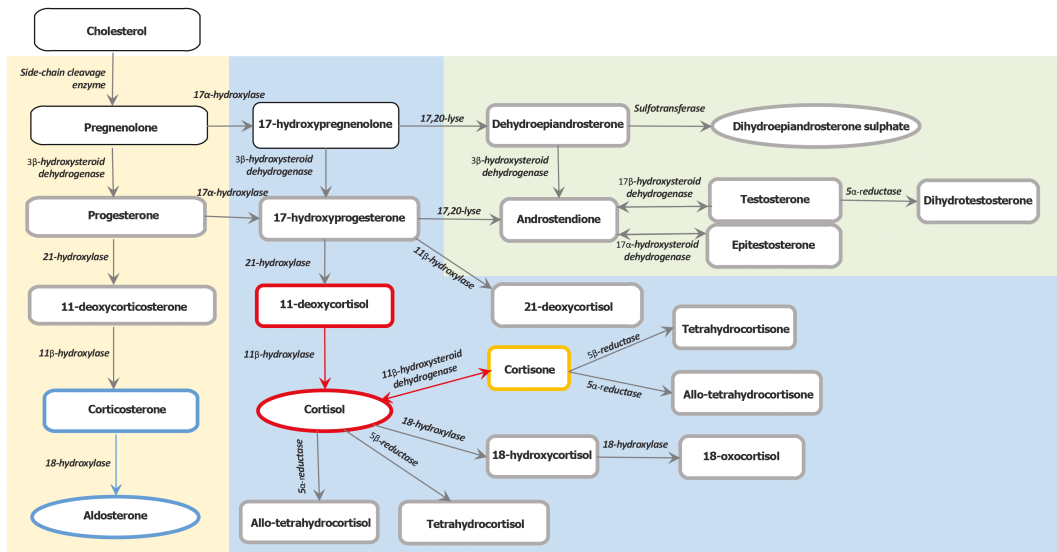 Cholesterol
Side-chain cleavage
enzyme
17α-hydroxylase
Pregnenolone
17-hydroxypregnenolone
17,20-lyse
Dehydroepiandrosterone
Sulfotransferase
Dihydroepiandrosterone sulphate
3β-hydroxysteroid
dehydrogenase
3β-hydroxysteroid
dehydrogenase
3β-hydroxysteroid
dehydrogenase
17α-hydroxylase
Progesterone
17-hydroxyprogesterone
17,20-lyse
Androstendione
17β-hydroxysteroid
dehydrogenase
Testosterone
5α-reductase
Dihydrotestosterone
17α-hydroxysteroid
dehydrogenase
Epitestosterone
21-hydroxylase
21-hydroxylase
11β-hydroxylase
11-deoxycorticosterone
11-deoxycortisol
21-deoxycortisol
11β-hydroxylase
11β-hydroxylase
11β-hydroxysteroid
dehydrogenase
Cortisone
5β-reductase
Tetrahydrocortisone
5α-reductase
Allo-tetrahydrocortisone
Corticosterone
Cortisol
18-hydroxylase
18-hydroxycortisol
18-hydroxylase
18-oxocortisol
18-hydroxylase
5α-reductase
5β-reductase
Aldosterone
Allo-tetrahydrocortisol
Tetrahydrocortisol